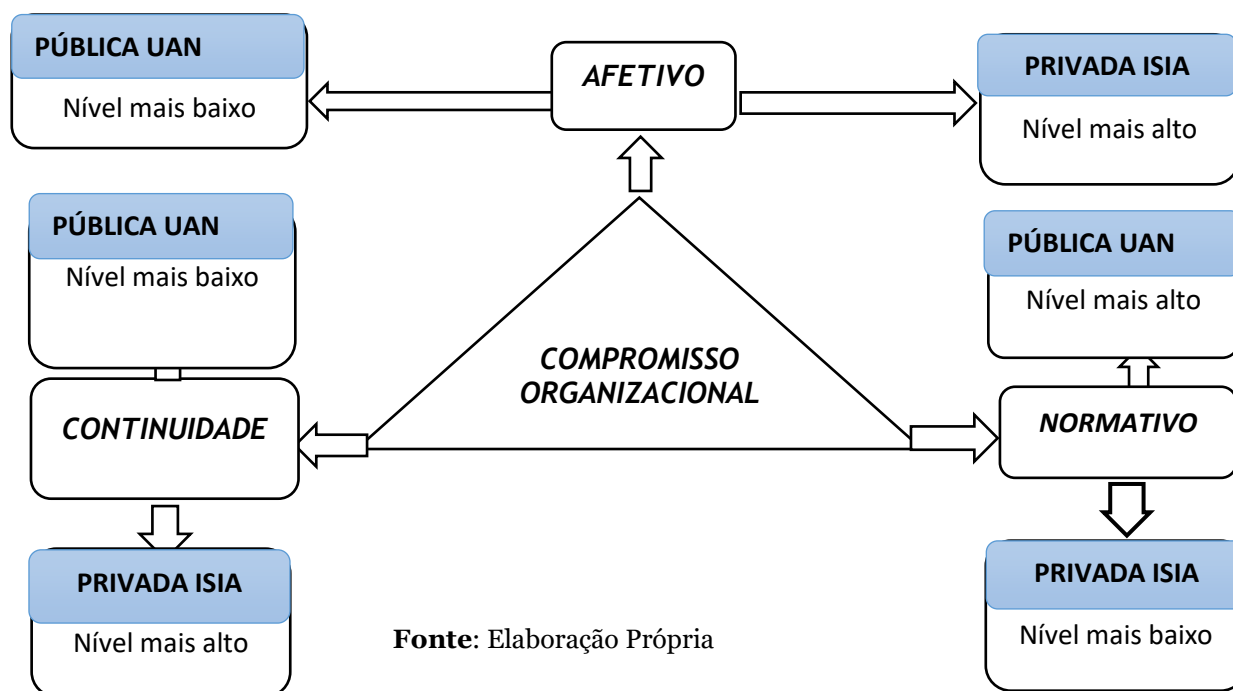 PÚBLICA UAN
Nível mais baixo
AFETIVO
PRIVADA ISIA
Nível mais alto
PÚBLICA UAN
Nível mais baixo
PÚBLICA UAN
Nível mais alto
COMPROMISSO
ORGANIZACIONAL
CONTINUIDADE
NORMATIVO
PRIVADA ISIA
Nível mais alto
PRIVADA ISIA
Nível mais baixo
Fonte: Elaboração Própria